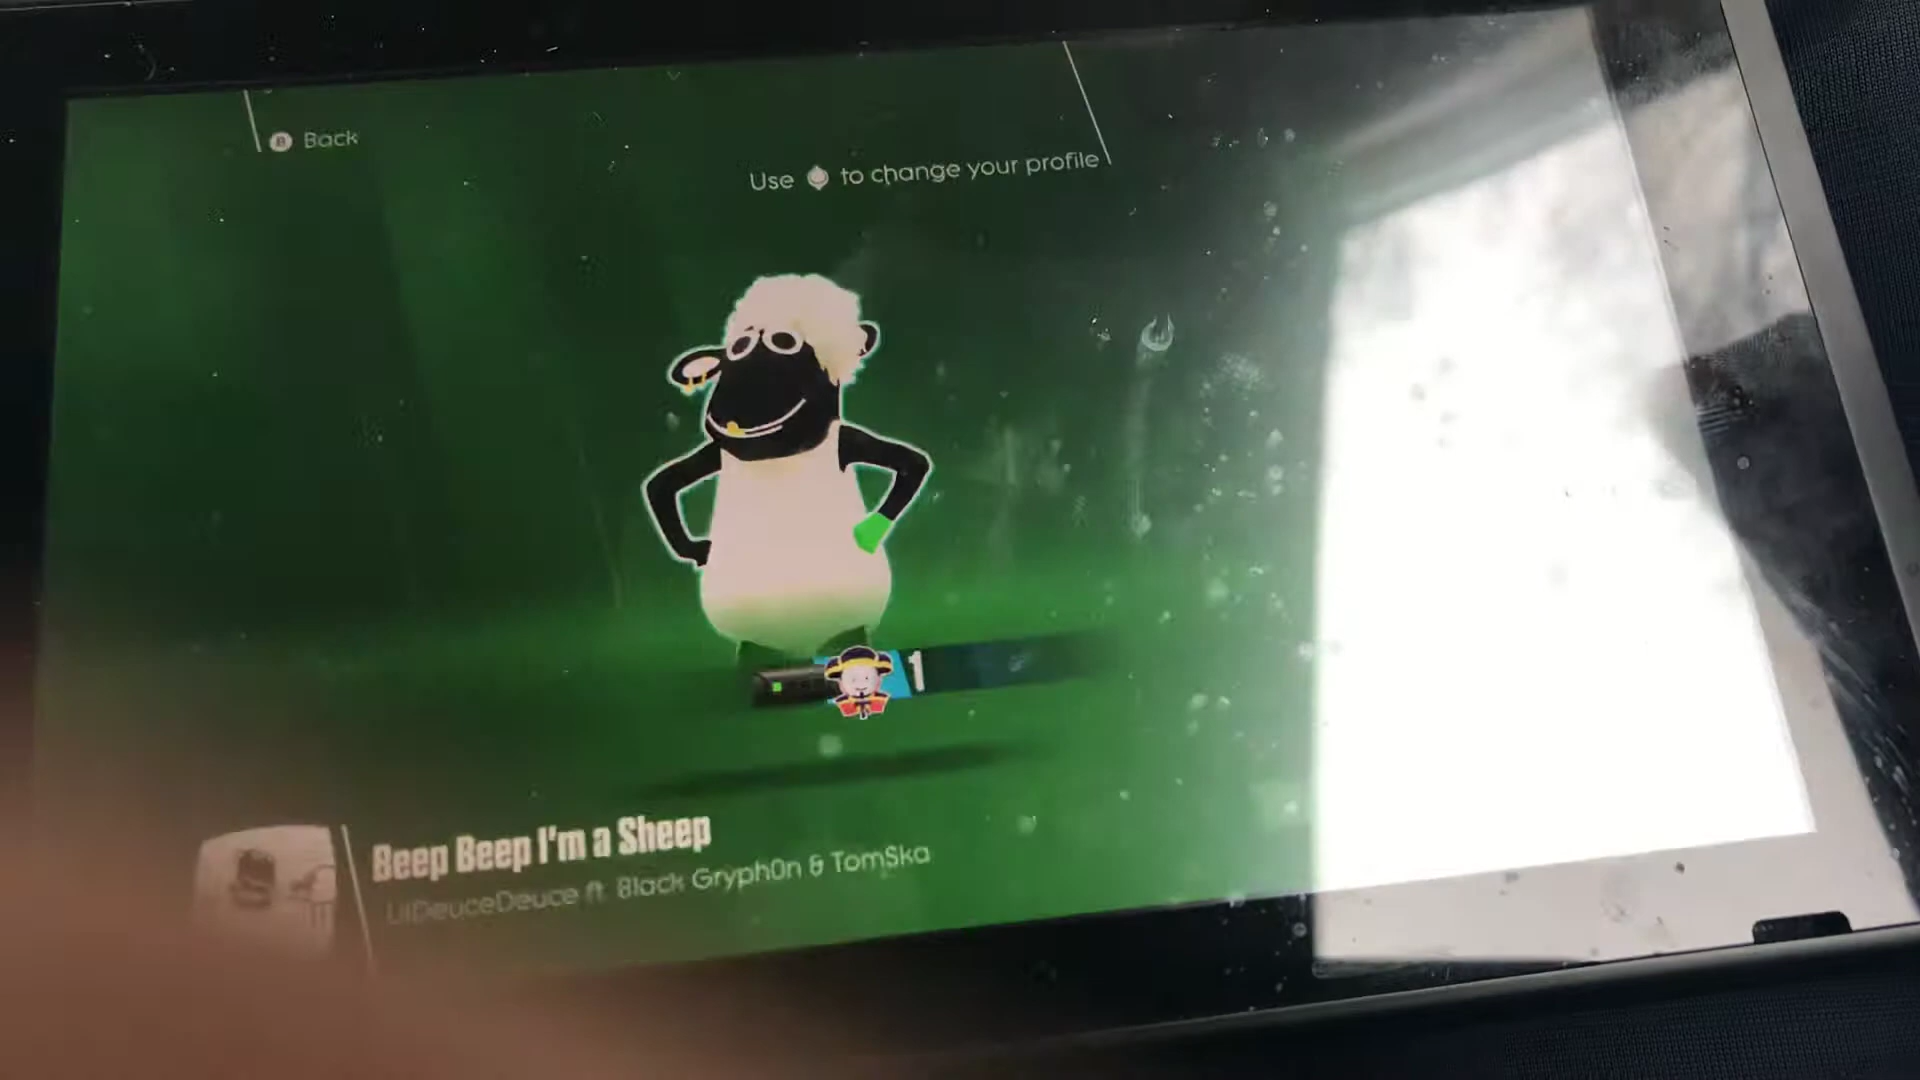 B Back
Use to change your profile
1
Beep Beep I'm a Sheep
LilDeuceDeuce ft. Black Gryph0n & TomSka